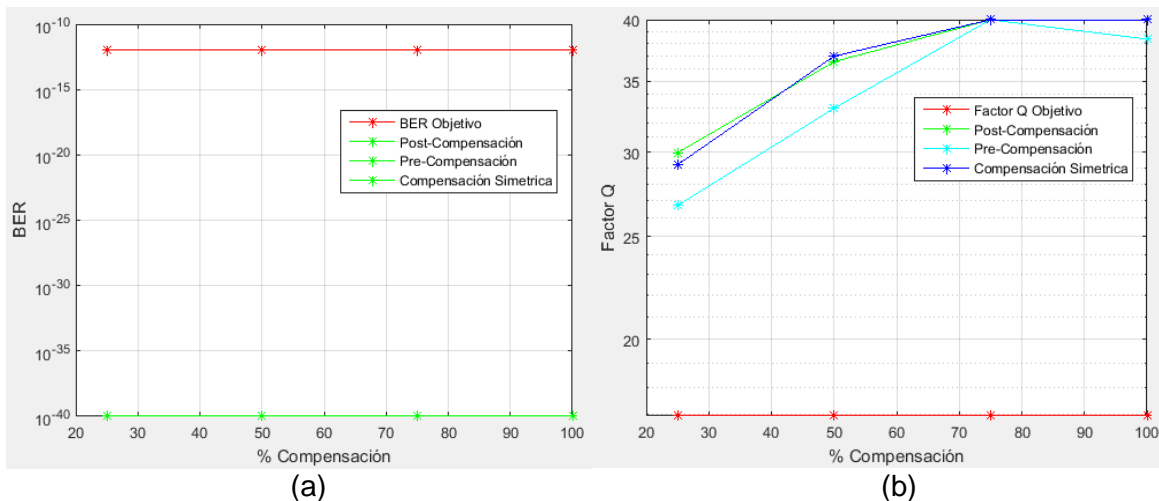 10^-10
10^-15
10^-20
10^-25
10^-30
10^-35
10^-40
BER
20 30 40 50 60 70 80 90 100
% Compensación
BER Objetivo
Post-Compensación
Pre-Compensación
Compensación Simetrica
(a)
40
35
30
25
20
Factor Q
20 30 40 50 60 70 80 90 100
% Compensación
Factor Q Objetivo
Post-Compensación
Pre-Compensación
Compensación Simetrica
(b)